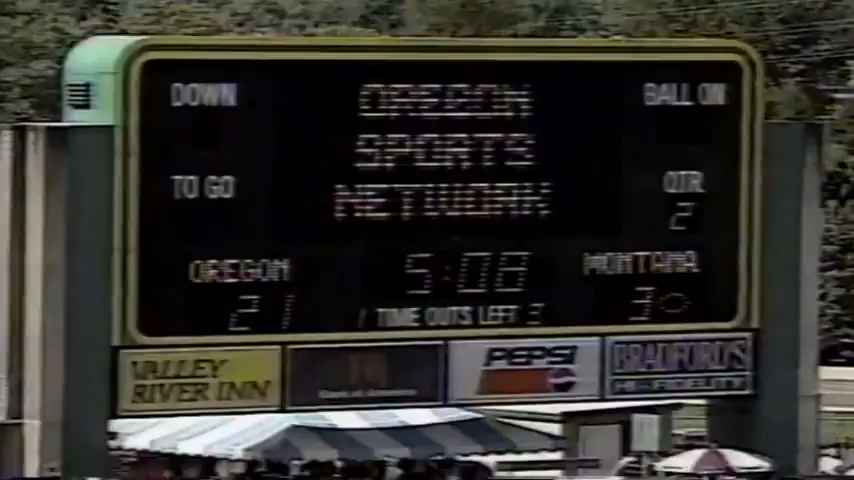 DOWN
OREGON
SPORTS
NETWORK
BALL ON
TO GO
QTR
2
OREGON
5:08
MONTANA
21
TIME OUTS LEFT 3
3
VALLEY
RIVER INN
PEPSI
BRADFORD'S
HI-FIDELITY